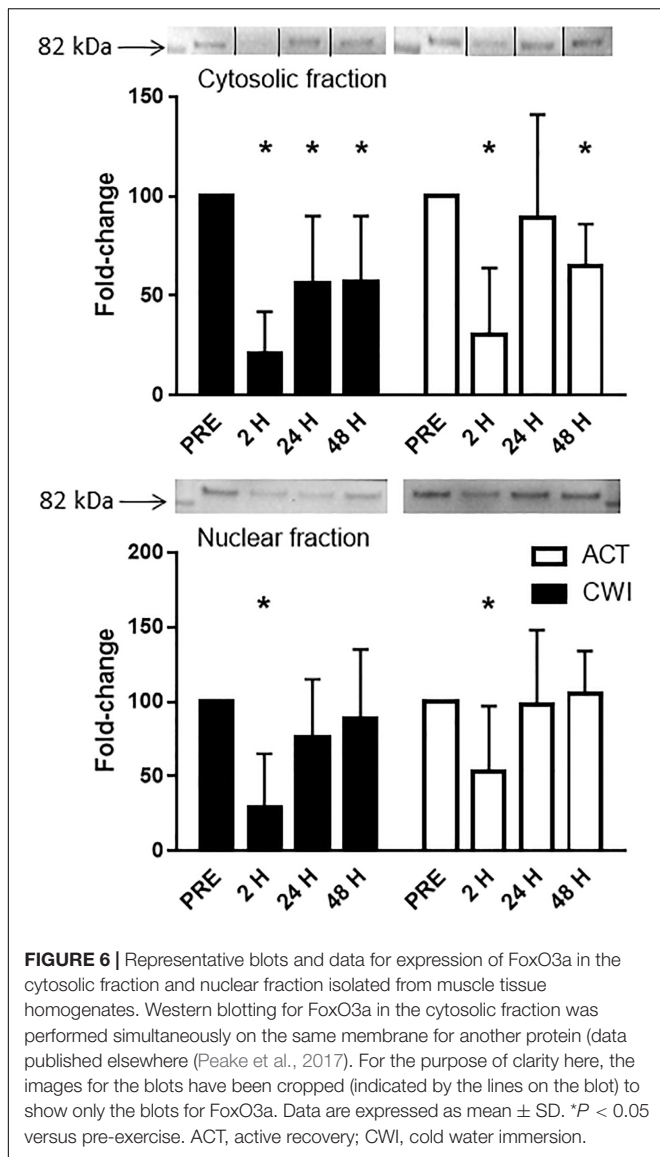 82 kDa
Cytosolic fraction
150
100
50
0
Fold-change
* * * * *
PRE 2 H 24 H 48 H PRE 2 H 24 H 48 H
82 kDa
Nuclear fraction
200
150
100
50
0
Fold-change
ACT
CWI
* *
PRE 2 H 24 H 48 H PRE 2 H 24 H 48 H
FIGURE 6 | Representative blots and data for expression of FoxO3a in the
cytosolic fraction and nuclear fraction isolated from muscle tissue
homogenates. Western blotting for FoxO3a in the cytosolic fraction was
performed simultaneously on the same membrane for another protein (data
published elsewhere (Peake et al., 2017). For the purpose of clarity here, the
images for the blots have been cropped (indicated by the lines on the blot) to
show only the blots for FoxO3a. Data are expressed as mean ± SD. *P < 0.05
versus pre-exercise. ACT, active recovery; CWI, cold water immersion.